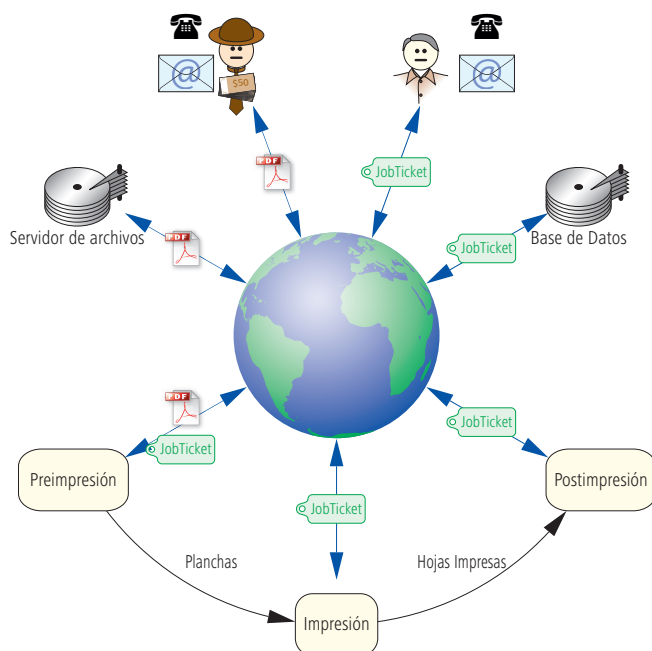 @
$50
@
PDF
JobTicket
Servidor de archivos
PDF
JobTicket
Base de Datos
PDF
JobTicket
JobTicket
Preimpresión
Postimpresión
JobTicket
Planchas
Hojas Impresas
Impresión